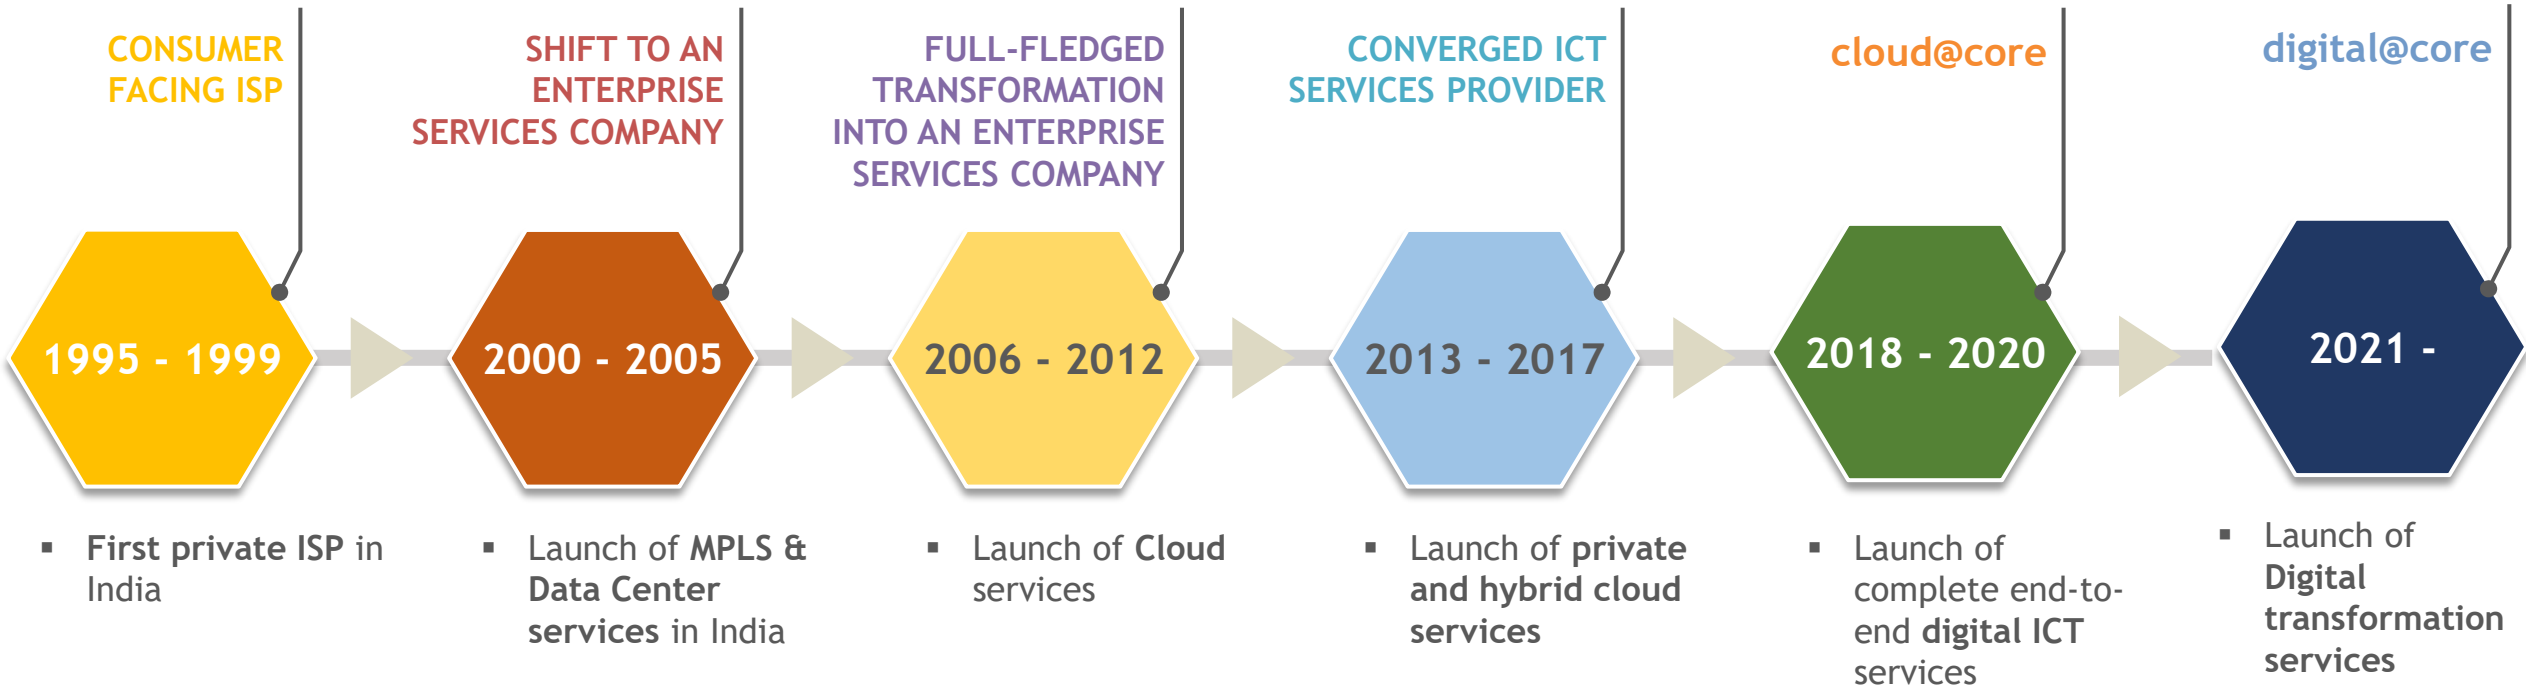 CONSUMER
FACING ISP
1995 - 1999
▪ First private ISP in
India
SHIFT TO AN
ENTERPRISE
SERVICES COMPANY
2000 - 2005
▪ Launch of MPLS &
Data Center
services in India
FULL-FLEDGED
TRANSFORMATION
INTO AN ENTERPRISE
SERVICES COMPANY
2006 - 2012
▪ Launch of Cloud
services
CONVERGED ICT
SERVICES PROVIDER
2013 - 2017
▪ Launch of private
and hybrid cloud
services
cloud@core
2018 - 2020
▪ Launch of
complete end-to-
end digital ICT
services
digital@core
2021 -
▪ Launch of
Digital
transformation
services